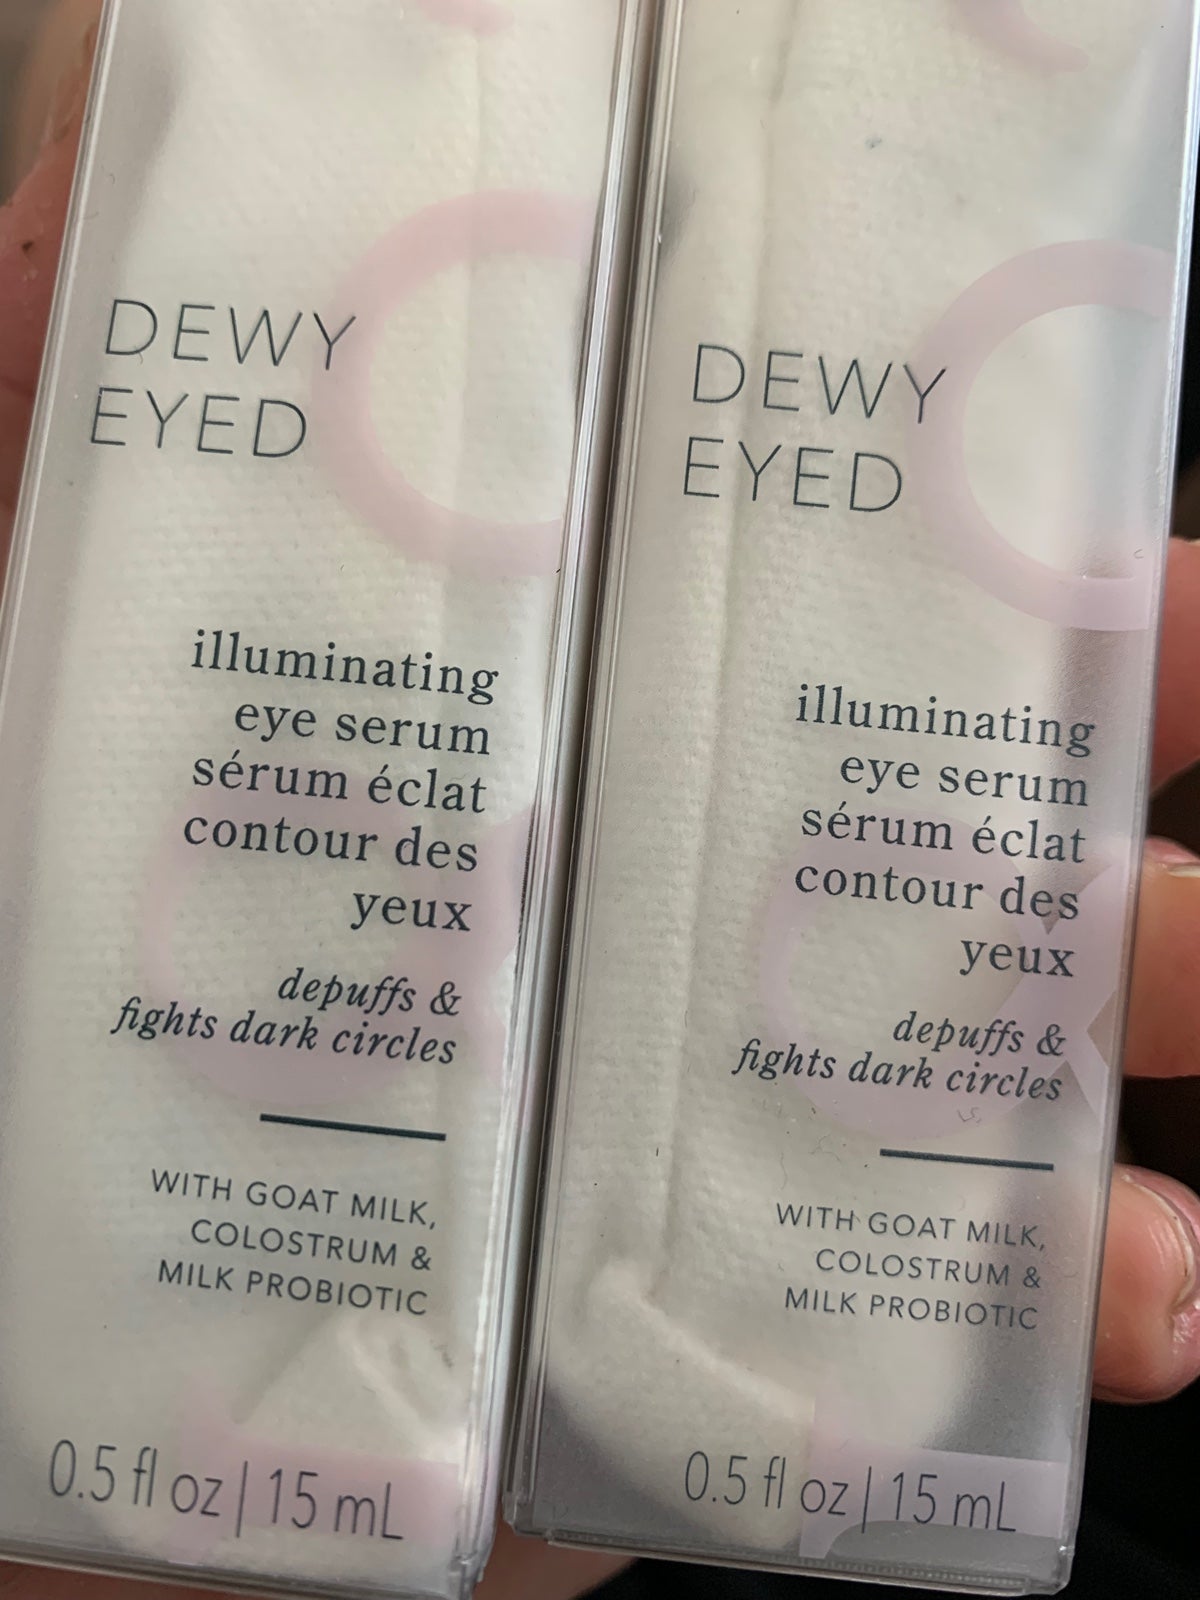 DEWY
EYED
illuminating
eye serum
sérum éclat
contour des
yeux
depuffs &
fights dark circles
WITH GOAT MILK,
COLOSTRUM &
MILK PROBIOTIC
0.5 fl oz | 15 mL
DEWY
EYED
illuminating
eye serum
sérum éclat
contour des
yeux
depuffs &
fights dark circles
WITH GOAT MILK,
COLOSTRUM &
MILK PROBIOTIC
0.5 fl oz | 15 mL